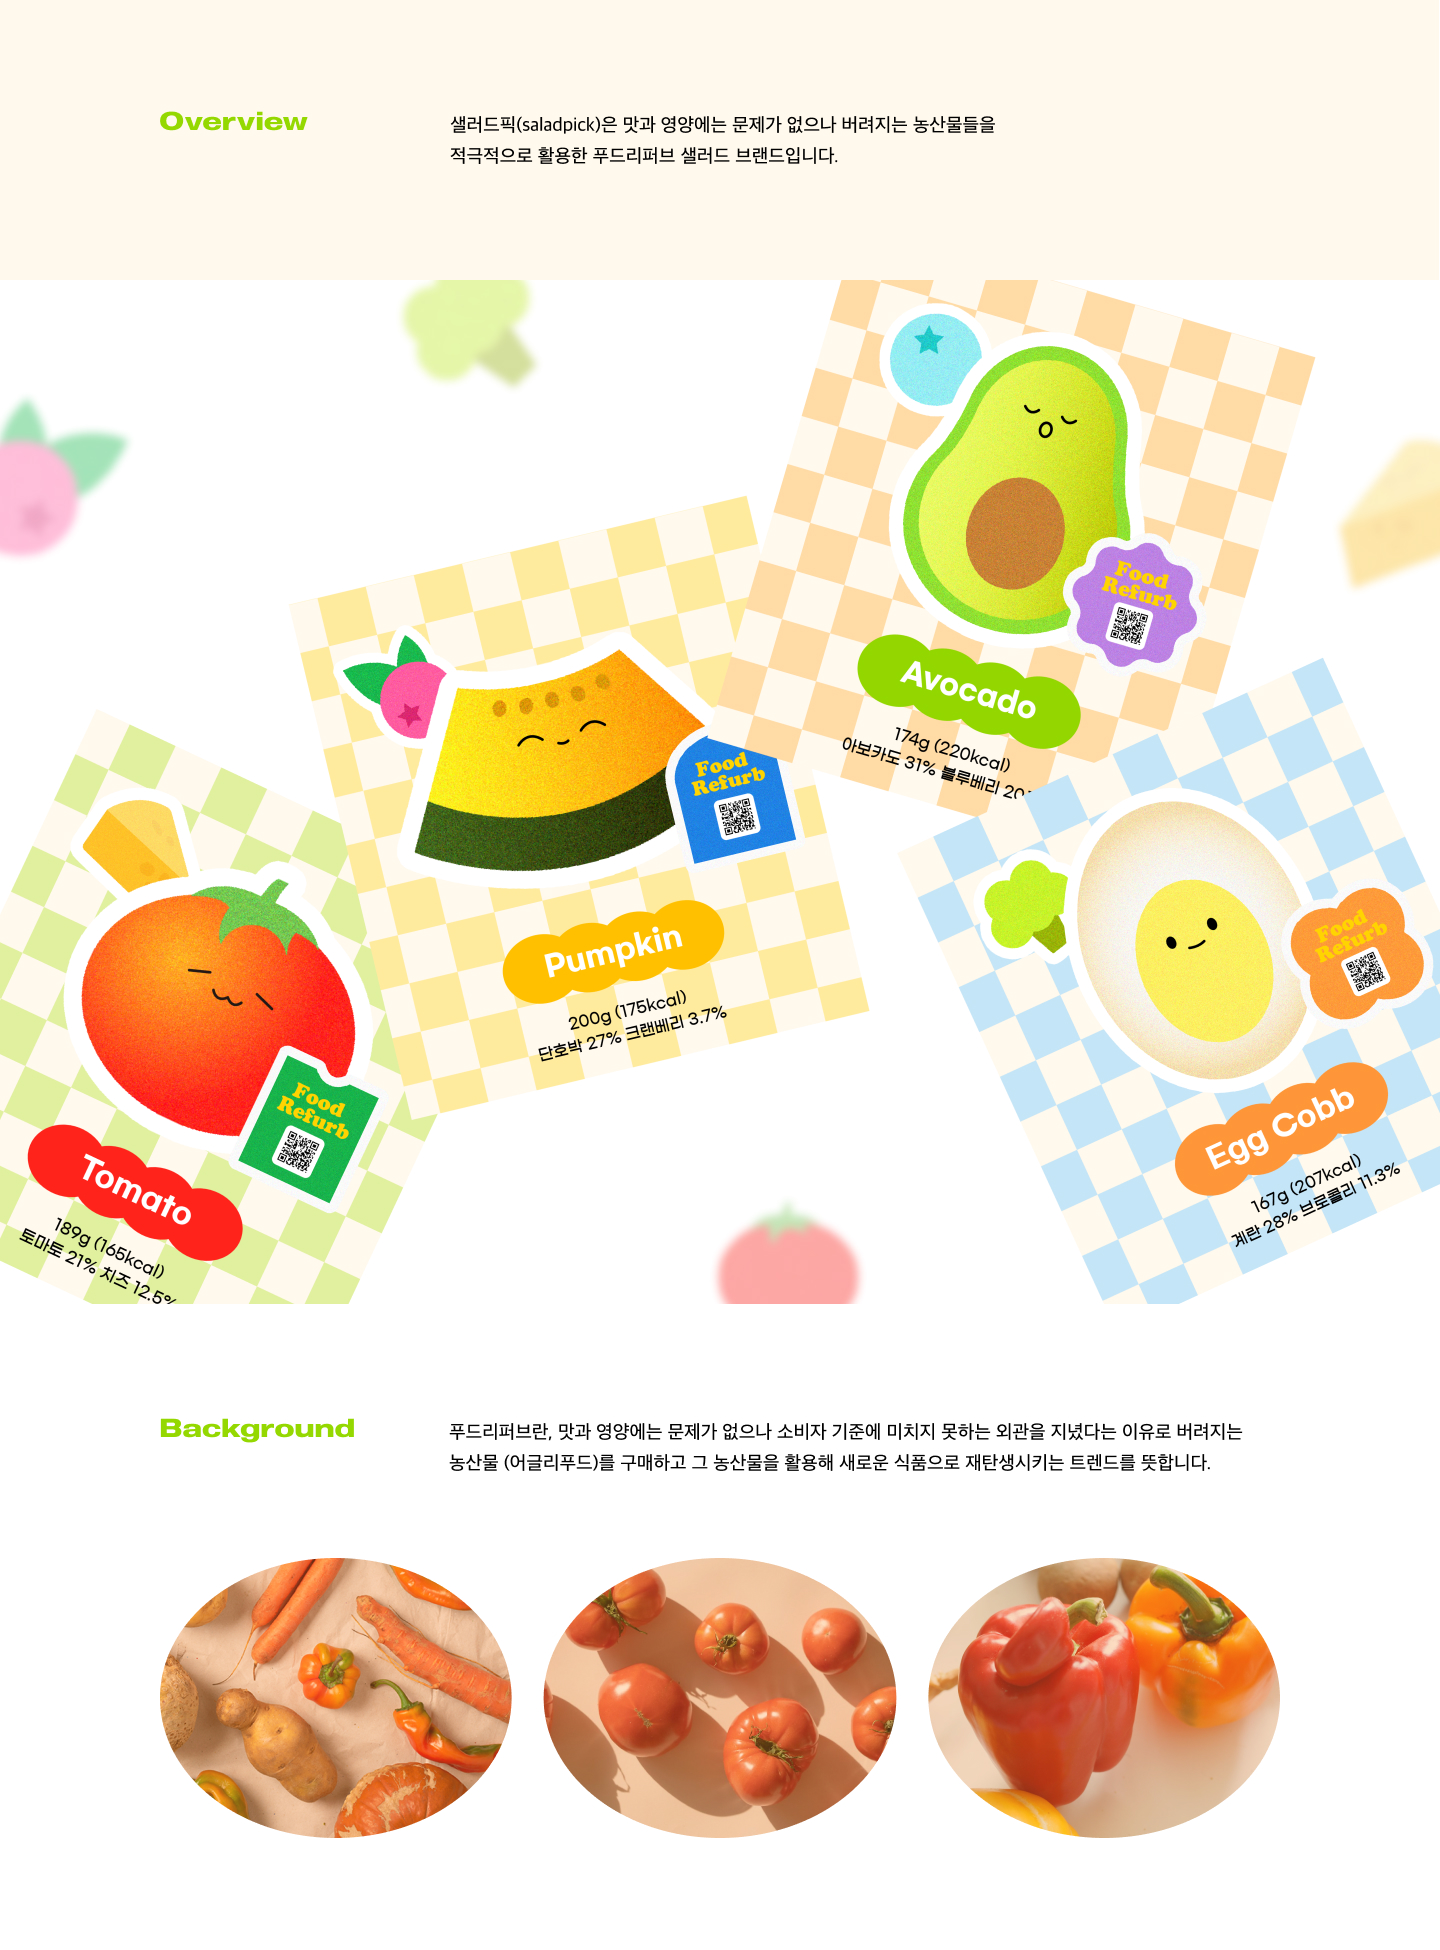 Overview
샐러드픽(saladpick)은 맛과 영양에는 문제가 없으나 버려지는 농산물들을
적극적으로 활용한 푸드리퍼브 샐러드 브랜드입니다.
Food
Refurb
Avocado
174g (220kcal)
아보카도 31% 블루베리
Food
Refurb
Pumpkin
200g (175kcal)
단호박 27% 크랜베리 3.7%
Food
Refurb
Egg Cobb
167g (207kcal)
계란 28% 브로콜리 11.3%
Food
Refurb
Tomato
189g (165kcal)
토마토 21% 치즈 12.5%
Background
푸드리퍼브란, 맛과 영양에는 문제가 없으나 소비자 기준에 미치지 못하는 외관을 지녔다는 이유로 버려지는
농산물 (어글리푸드)를 구매하고 그 농산물을 활용해 새로운 식품으로 재탄생시키는 트렌드를 뜻합니다.